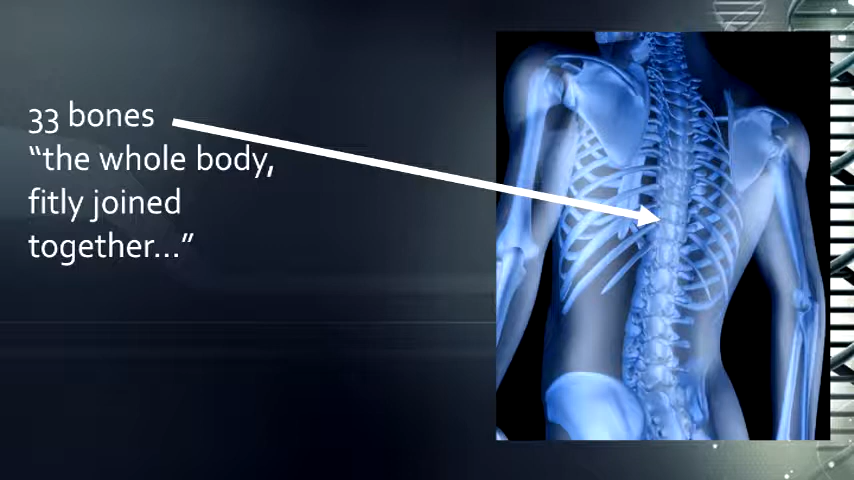 33 bones
“the whole body,
fitly joined
together…”